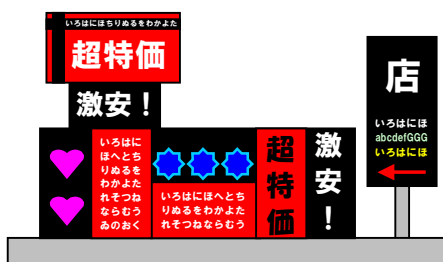 いろはにほちりぬるをわかよた
超特価
激安！
いろはに
ほへとち
りぬるを
わかよた
れそつね
ならむう
ゐのおく
いろはにほへとち
りぬるをわかよた
れそつねならむう
超特価
激安！
店
いろはにほ
abcdefGGG
いろはにほ